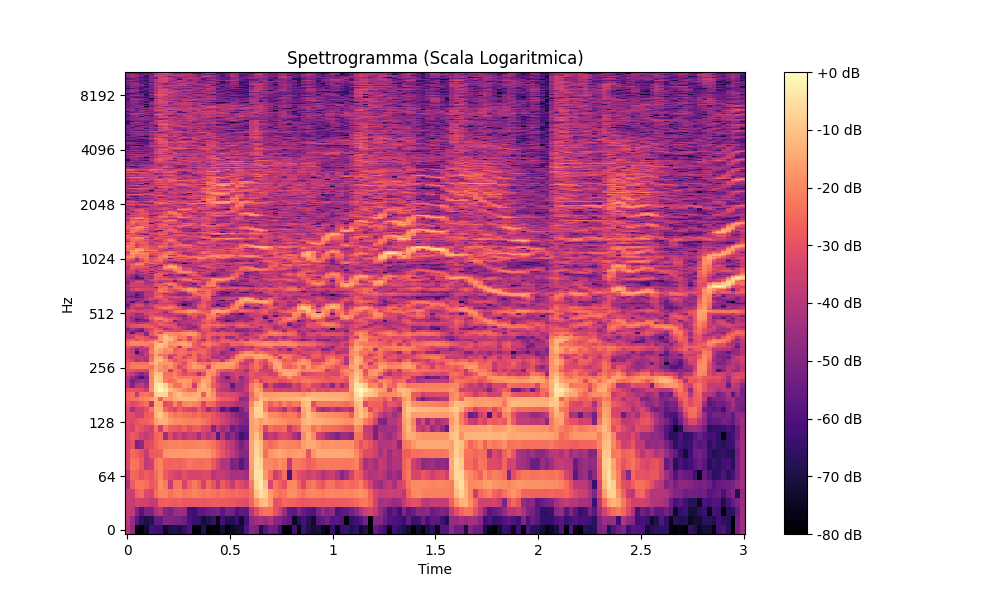 Spettrogramma (Scala Logaritmica)
Hz
8192
4096
2048
1024
512
256
128
64
0
0
0.5
1
1.5
2
2.5
3
Time
+0 dB
-10 dB
-20 dB
-30 dB
-40 dB
-50 dB
-60 dB
-70 dB
-80 dB